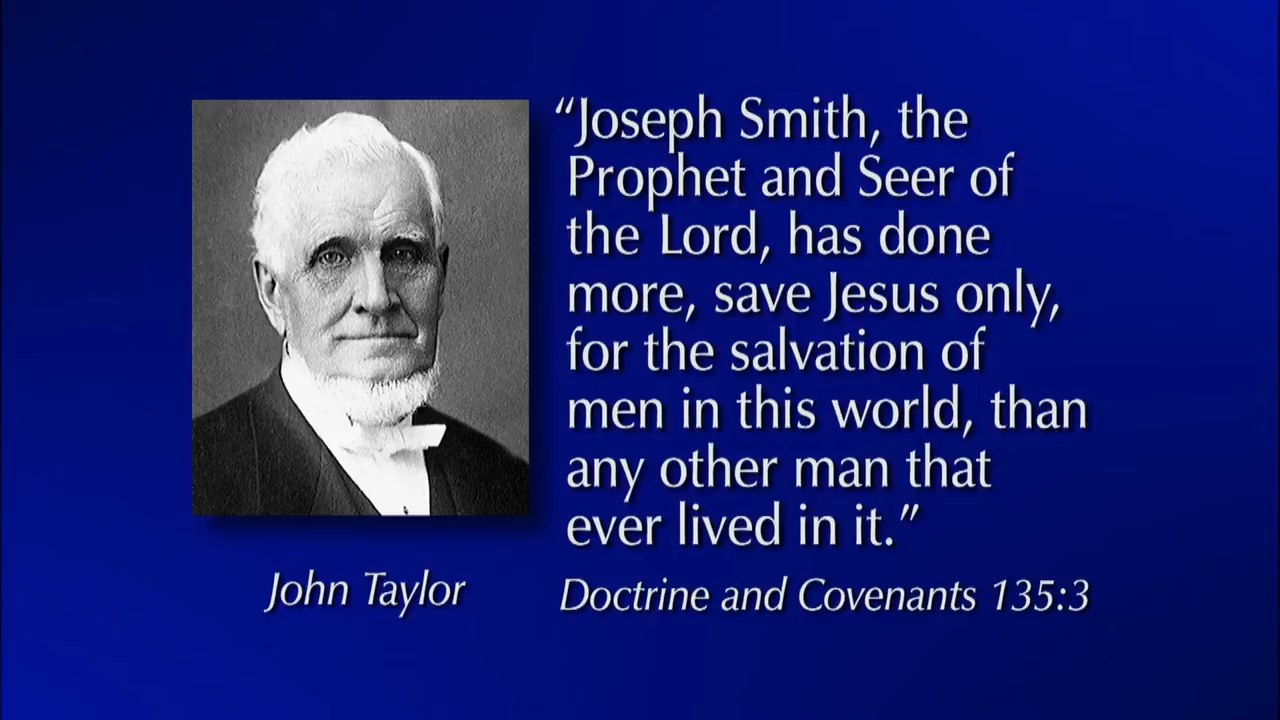 “Joseph Smith, the
Prophet and Seer of
the Lord, has done
more, save Jesus only,
for the salvation of
men in this world, than
any other man that
ever lived in it.”
John Taylor
Doctrine and Covenants 135:3